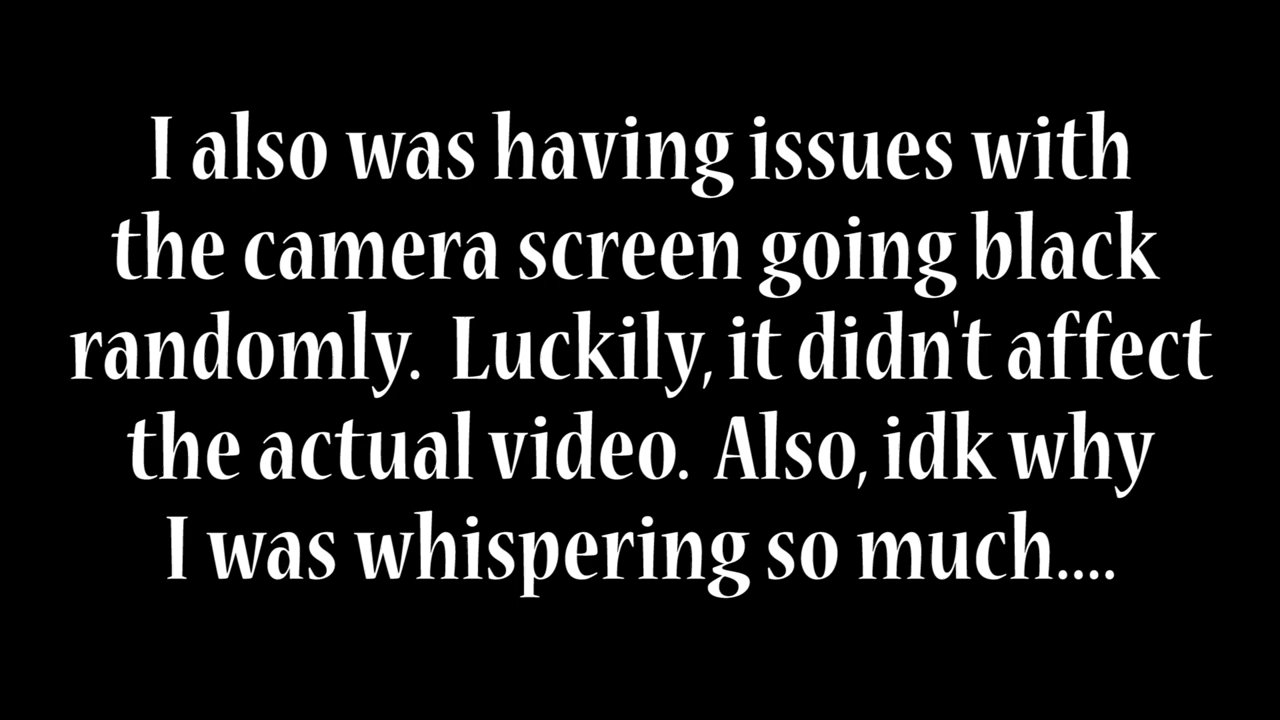 I also was having issues with
the camera screen going black
randomly.  Luckily, it didn't affect
the actual video.  Also, idk why
I was whispering so much....